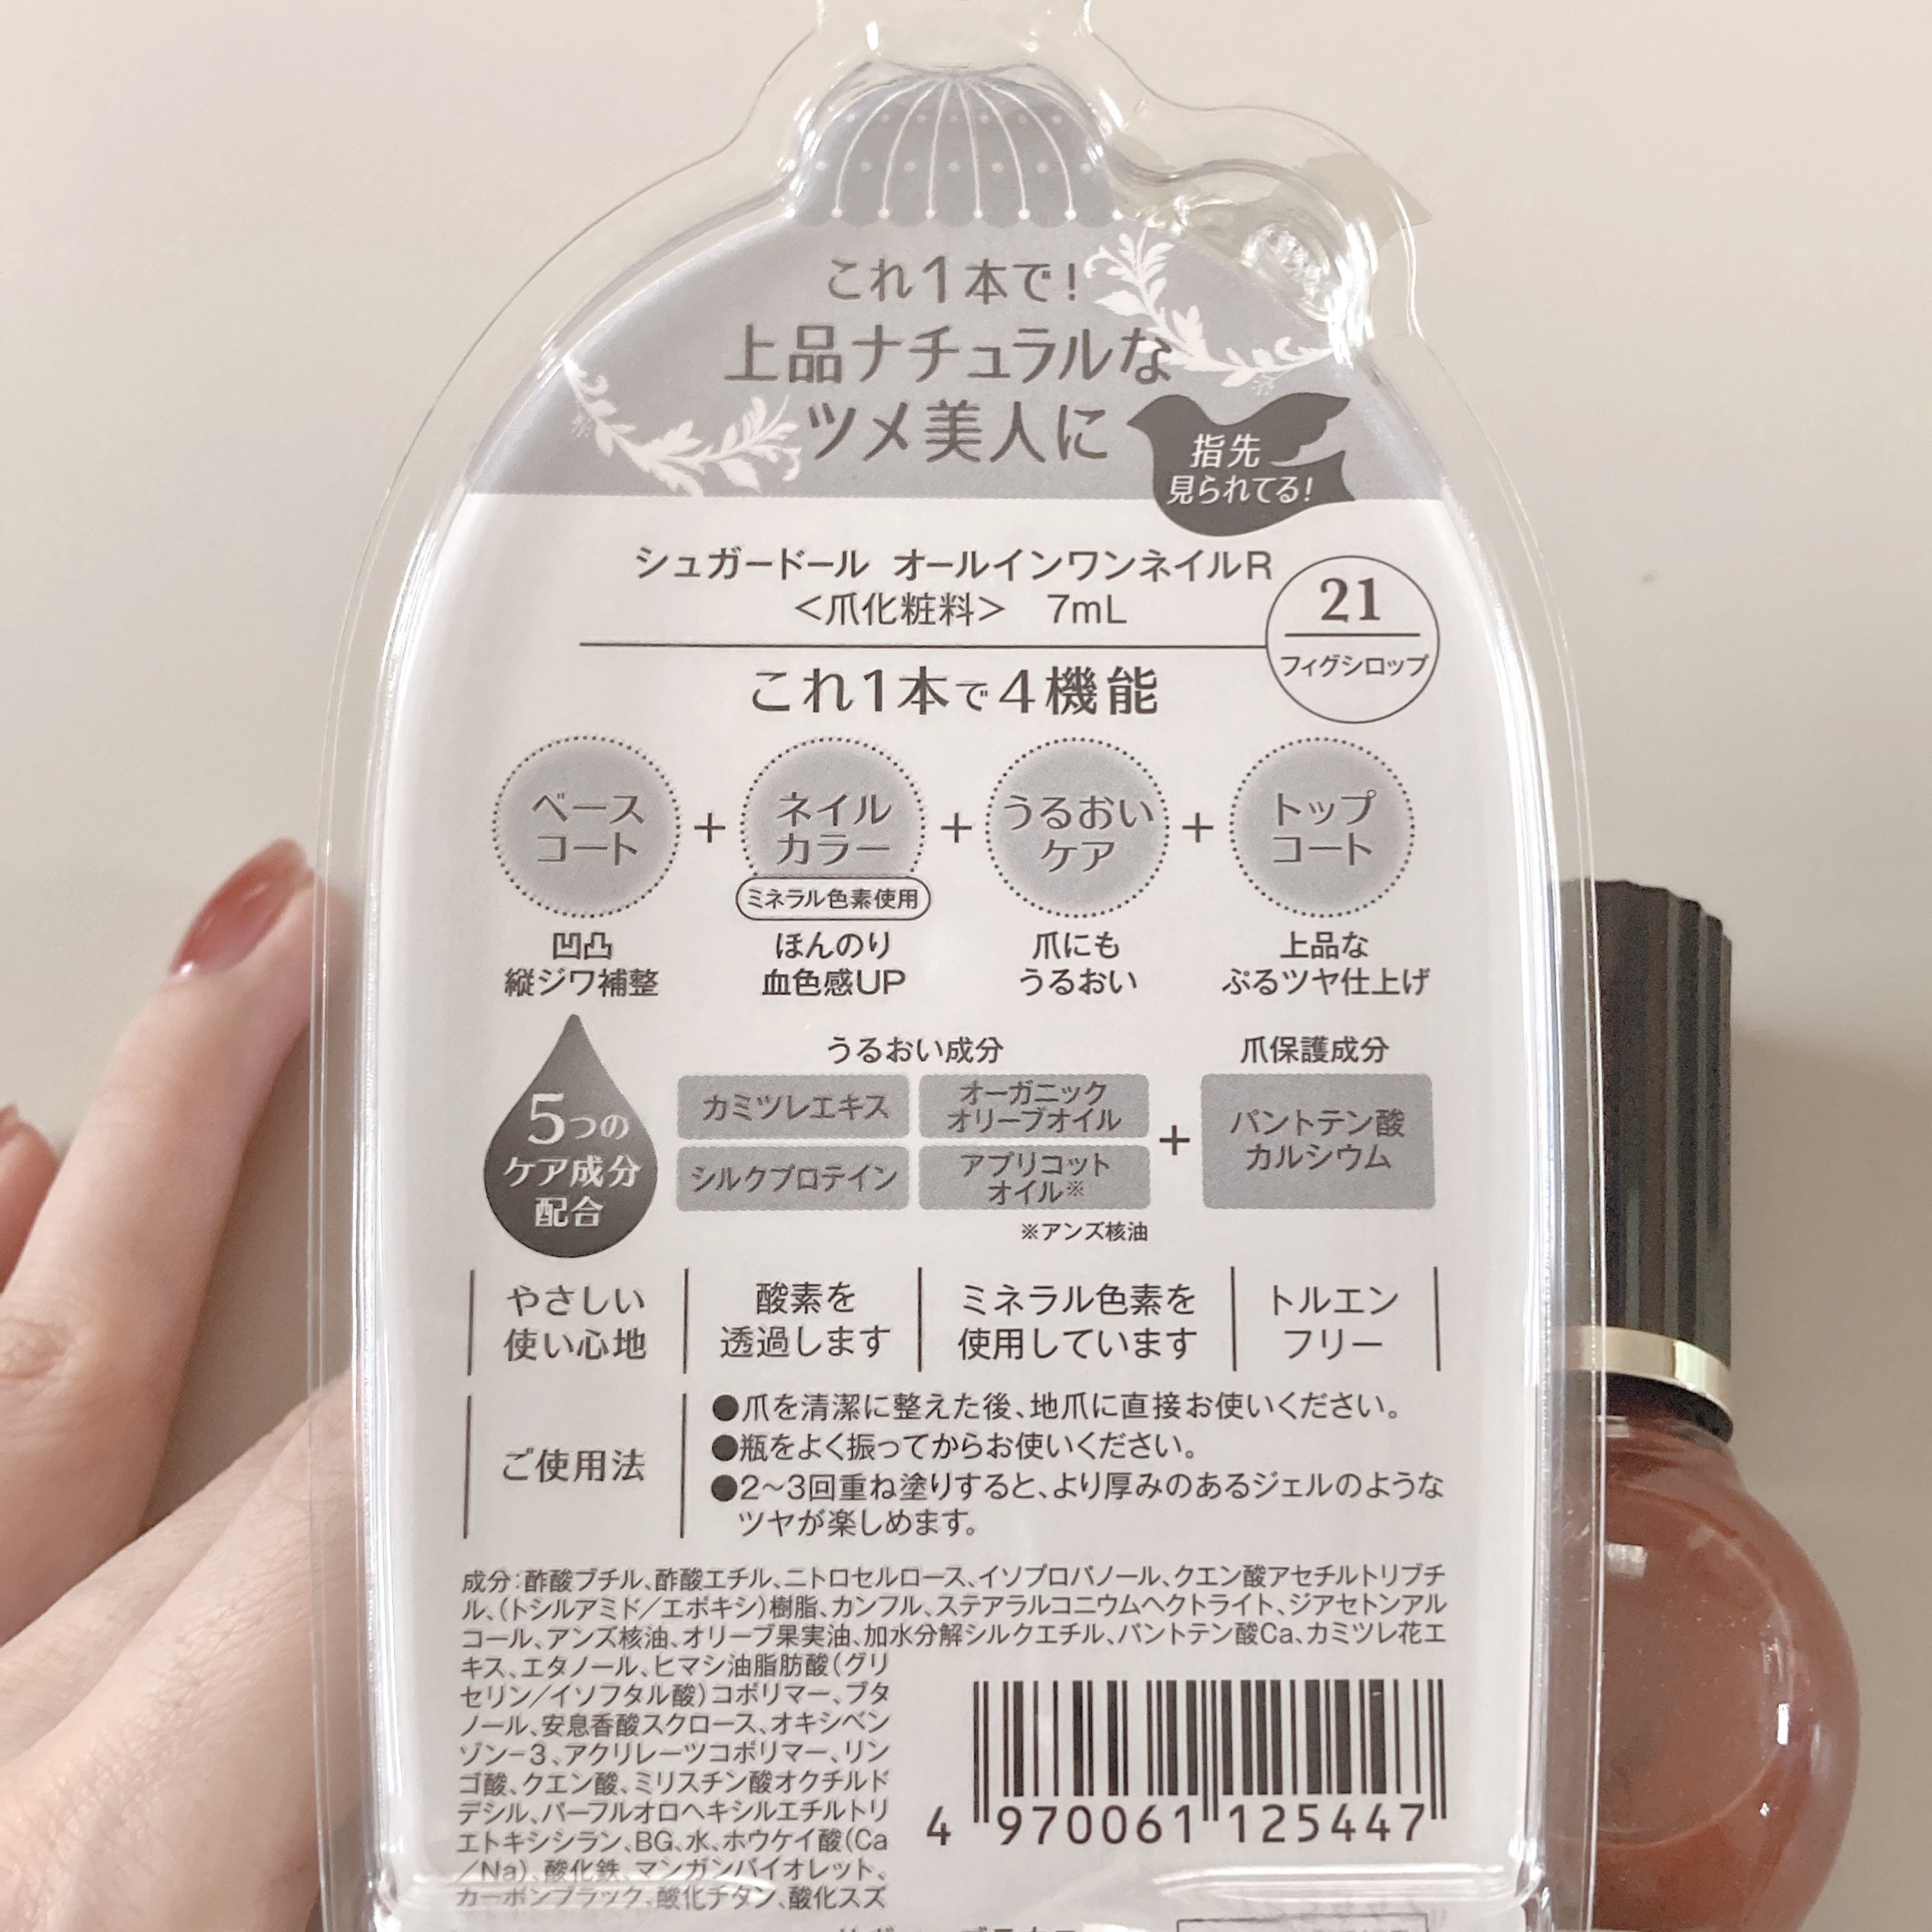 これ1本で!
上品ナチュラルな
ツメ美人に
指先
見られてる!
シュガードール オールインワンネイルR
＜爪化粧料＞ 7mL
21
フィグシロップ
これ1本で4機能
ベース
コート
+
ネイル
カラー
ミネラル色素使用
+
うるおい
ケア
+
トップ
コート
凹凸
縦ジワ補整
ほんのり
血色感UP
爪にも
うるおい
上品な
ぷるツヤ仕上げ
5つの
ケア成分
配合
うるおい成分
カミツレエキス
オーガニック
オリーブオイル
シルクプロテイン
アプリコット
オイル※
※アンズ核油
+
爪保護成分
パントテン酸
カルシウム
やさしい
使い心地
酸素を
透過します
ミネラル色素を
使用しています
トルエン
フリー
ご使用法
●爪を清潔に整えた後、地爪に直接お使いください。
●瓶をよく振ってからお使いください。
●2〜3回重ね塗りすると、より厚みのあるジェルのような
ツヤが楽しめます。
成分：酢酸ブチル、酢酸エチル、ニトロセルロース、イソプロパノール、クエン酸アセチルトリブチ
ル、（トシルアミド／エポキシ）樹脂、カンフル、ステアラルコニウムヘクトライト、ジアセトンアル
コール、アンズ核油、オリーブ果実油、加水分解シルクエチル、パントテン酸Ca、カミツレ花エ
キス、エタノール、ヒマシ油脂肪酸（グリ
セリン／イソフタル酸）コポリマー、ブタ
ノール、安息香酸スクロース、オキシベン
ゾン-3、アクリレーツコポリマー、リン
ゴ酸、クエン酸、ミリスチン酸オクチルド
デシル、パーフルオロヘキシルエチルトリ
エトキシシラン、BG、水、ホウケイ酸（Ca
／Na）、酸化鉄、マンガンバイオレット、
カーボンブラック、酸化チタン、酸化スズ
4 970061 125447